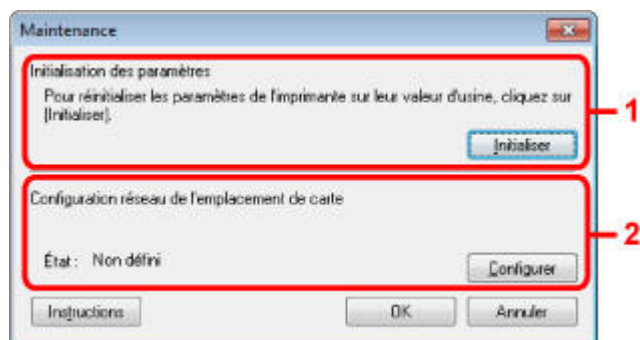 Maintenance
Initialisation des paramètres
Pour réinitialiser les paramètres de l'imprimante sur leur valeur d'usine, cliquez sur
[Initialiser].
1
Initialiser
Configuration réseau de l'emplacement de carte
2
État : Non défini
Configurer
Instructions OK Annuler